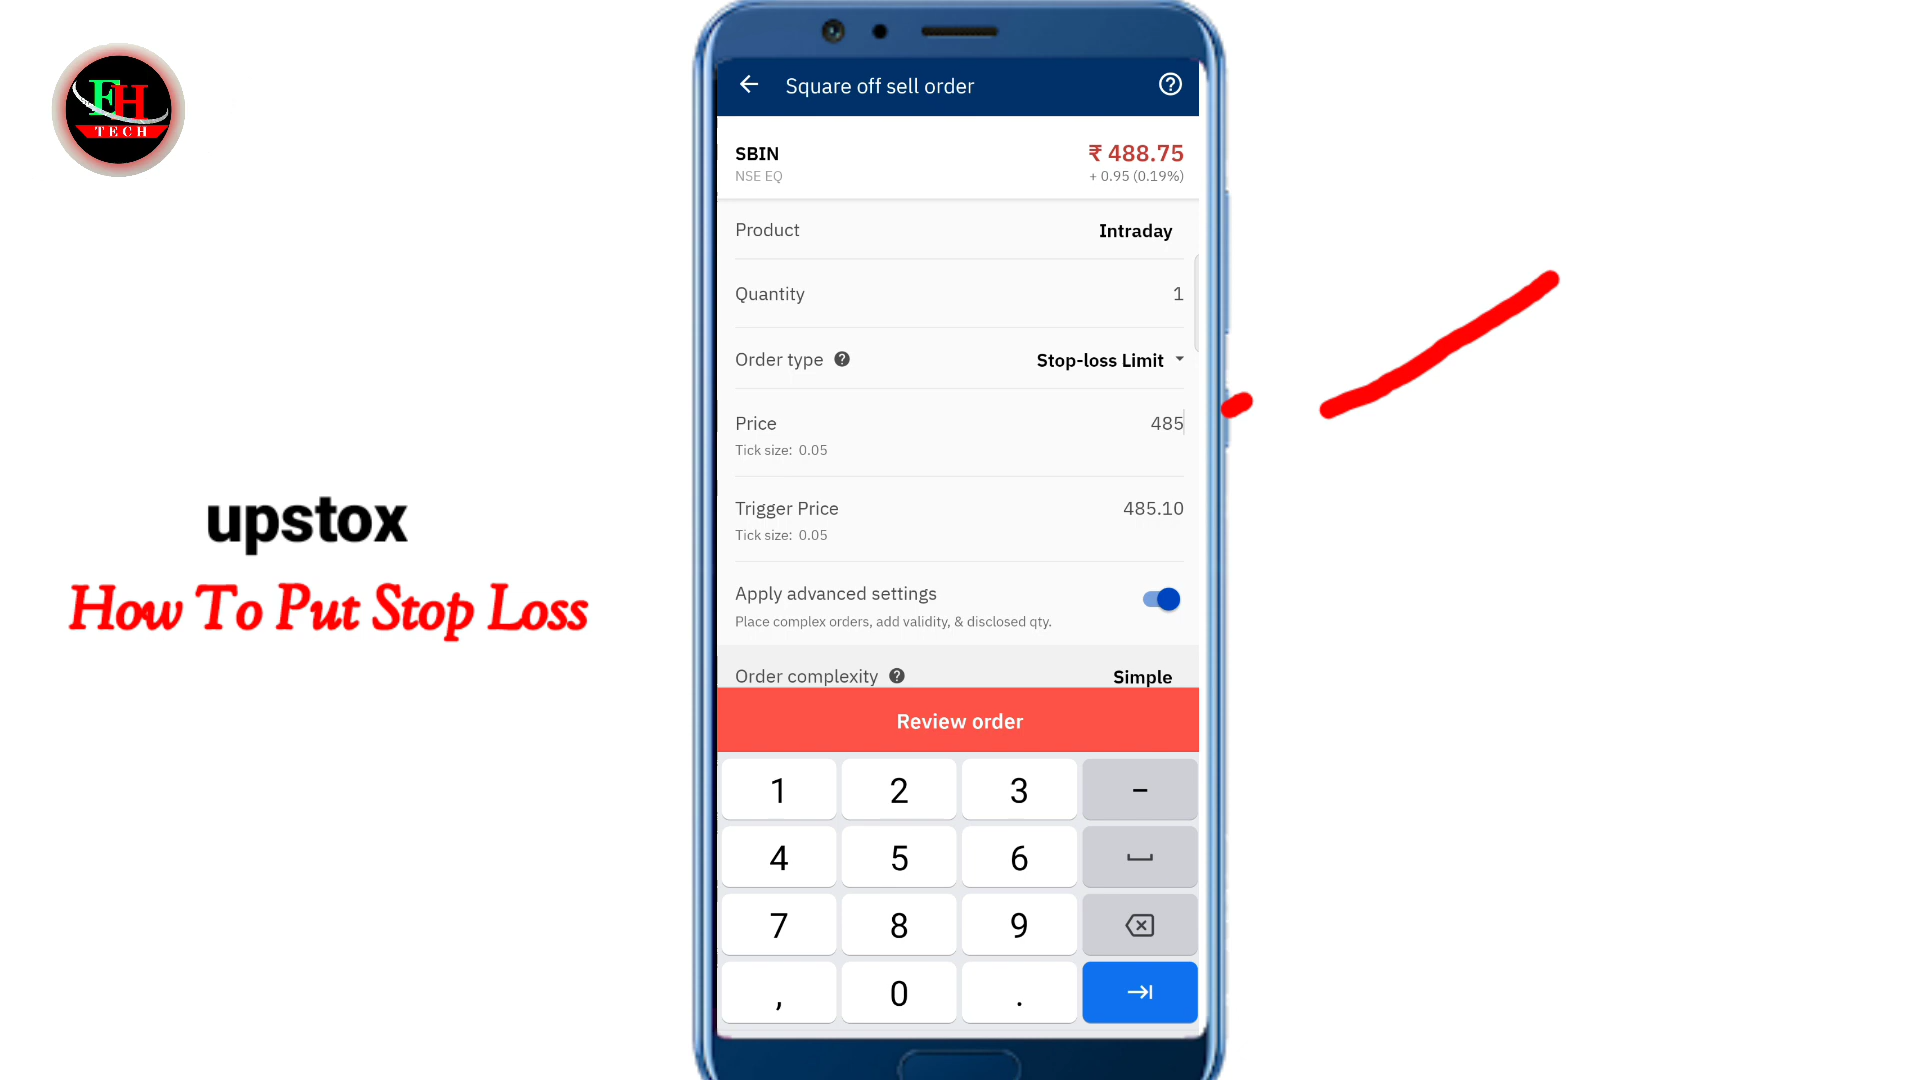 FH
TECH
upstox
How To Put Stop Loss
Square off sell order
SBIN
₹ 488.75
NSE EQ
+ 0.95 (0.19%)
Product
Intraday
Quantity
1
Order type
Stop-loss Limit
Price
485
Tick size: 0.05
Trigger Price
485.10
Tick size: 0.05
Apply advanced settings
Place complex orders, add validity, & disclosed qty.
Order complexity
Simple
Review order
1 2 3 -
4 5 6
7 8 9
, 0 .